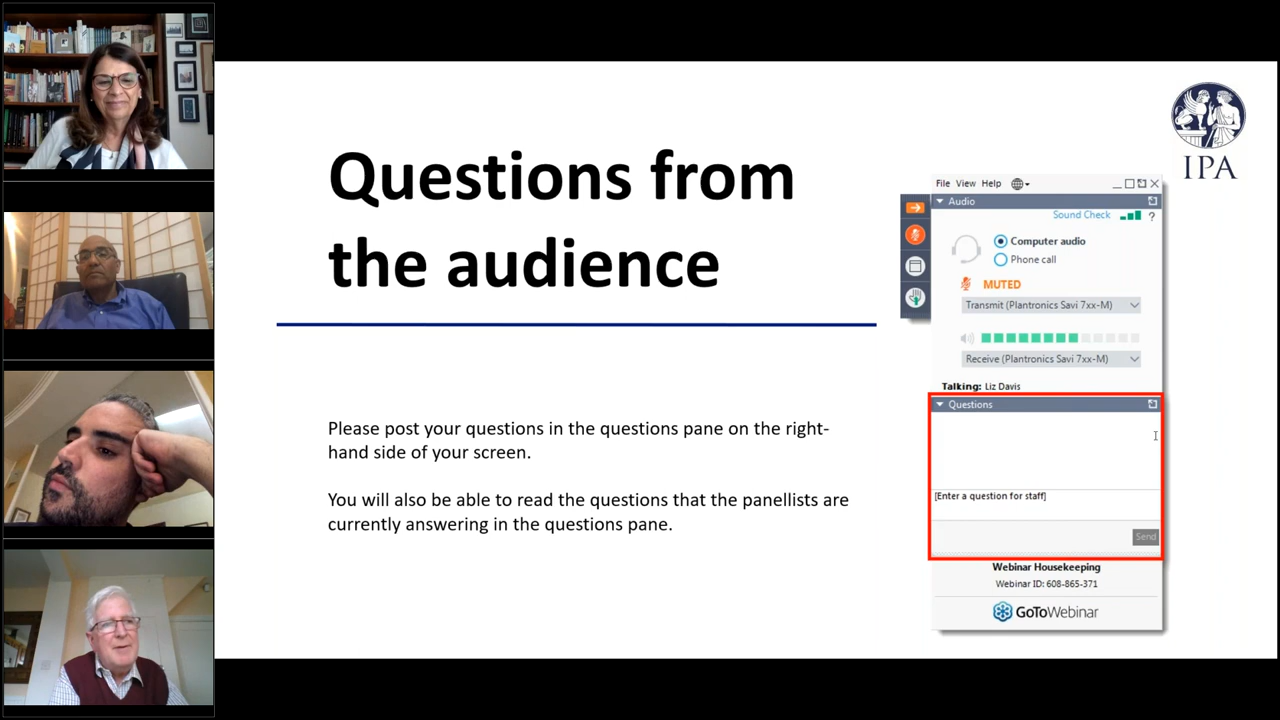 Questions from
the audience
Please post your questions in the questions pane on the right-
hand side of your screen.
You will also be able to read the questions that the panellists are
currently answering in the questions pane.
IPA
File View Help
Audio
Sound Check ?
Computer audio
Phone call
MUTED
Transmit (Plantronics Savi 7xx-M)
Receive (Plantronics Savi 7xx-M)
Talking: Liz Davis
Questions
[Enter a question for staff]
Send
Webinar Housekeeping
Webinar ID: 608-865-371
GoToWebinar